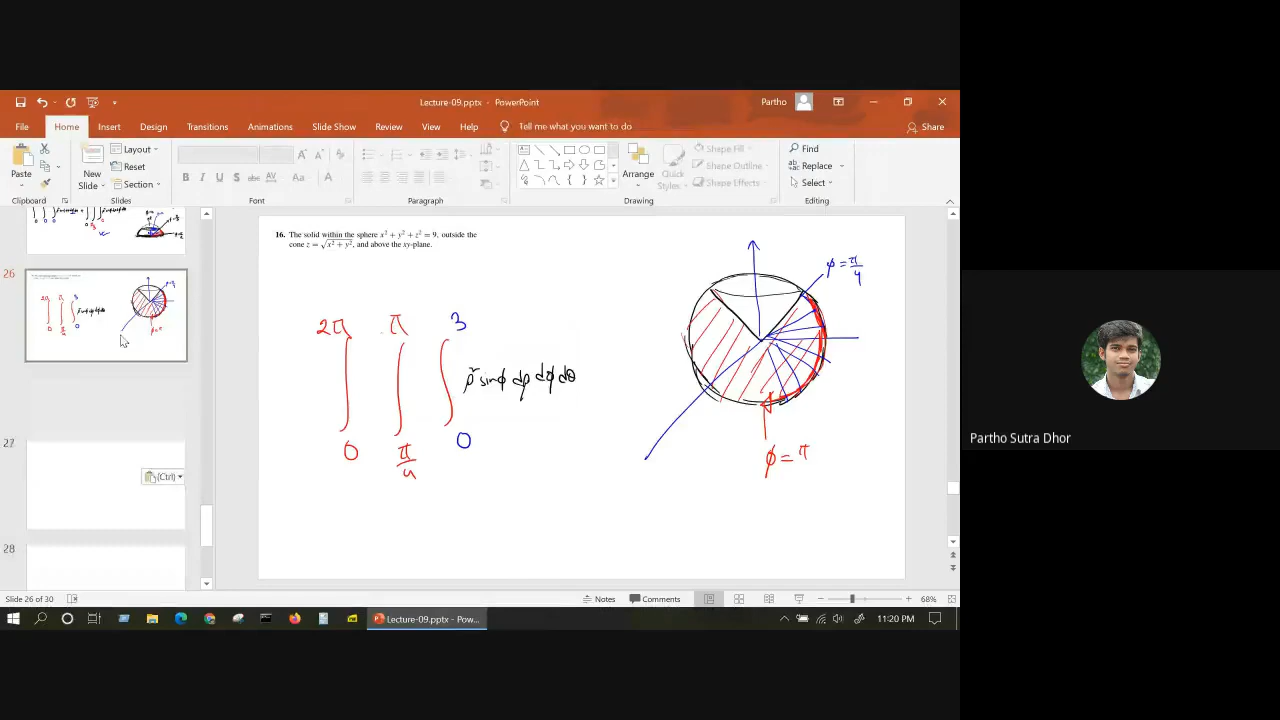 Lecture-09.pptx - PowerPoint
Partho
File Home Insert Design Transitions Animations Slide Show Review View Help Tell me what you want to do Share
Paste
New
Slide
Layout
Reset
Section
B I U S abc AV Aa A
Arrange
Quick
Styles
Shape Fill
Shape Outline
Shape Effects
Find
Replace
Select
Clipboard Slides Font Paragraph Drawing Editing
26
27
28
(Ctrl)
16. The solid within the sphere x² + y² + z² = 9, outside the
cone z = √(x² + y²), and above the xy-plane.
2π π 3
∫ ∫ ∫ ρ² sinφ dρ dφ dθ
0 π/4 0
φ = π/4
φ = π
Partho Sutra Dhor
Slide 26 of 30 Notes Comments 68%
Lecture-09.pptx - Pow... 11:20 PM